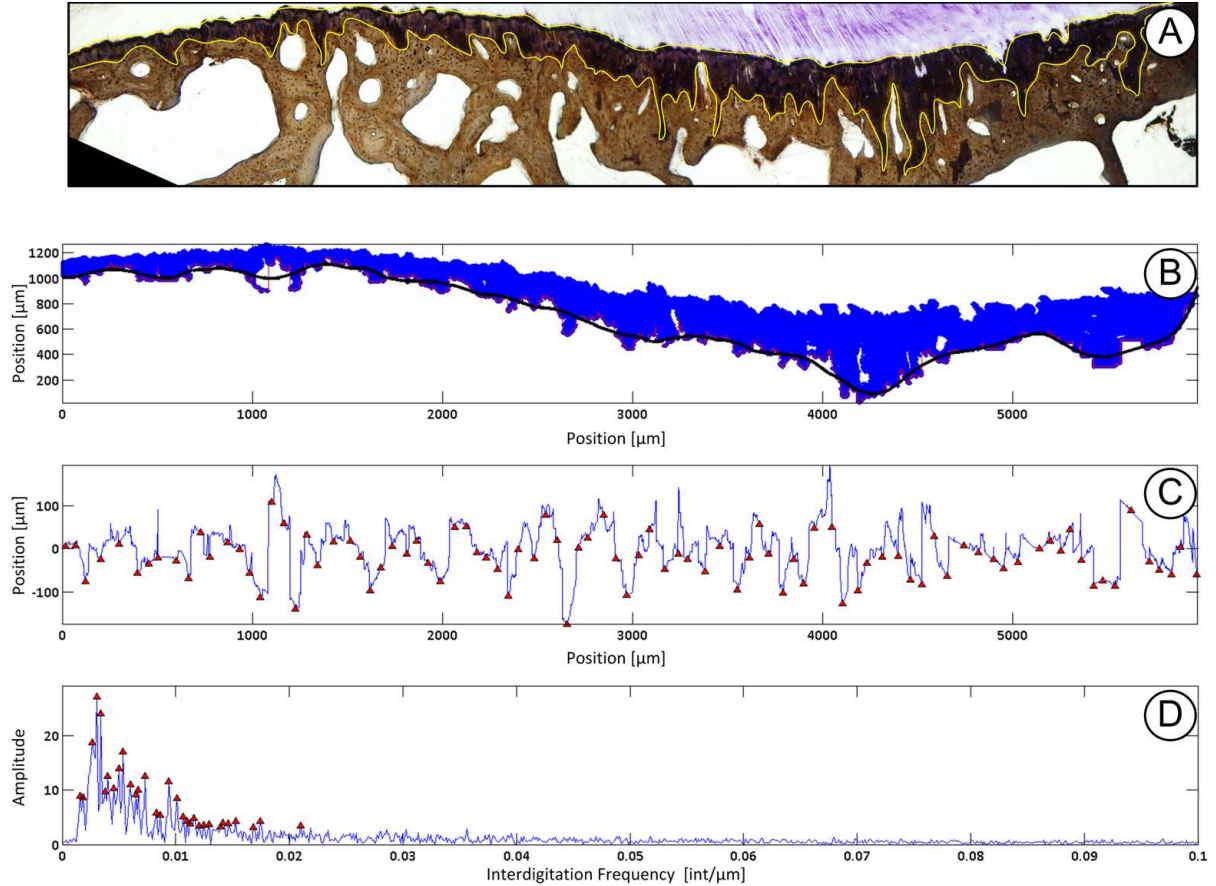 A
B
1200
1000
800
600
400
200
Position [µm]
0 1000 2000 3000 4000 5000
Position [µm]
C
100
0
-100
Position [µm]
0 1000 2000 3000 4000 5000
Position [µm]
D
20
10
0
Amplitude
0 0.01 0.02 0.03 0.04 0.05 0.06 0.07 0.08 0.09 0.1
Interdigitation Frequency [int/µm]